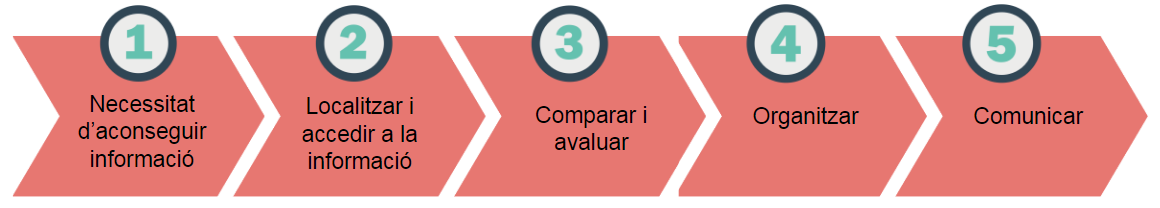 1
Necessitat
d’aconseguir
informació
2
Localitzar i
accedir a la
informació
3
Comparar i
avaluar
4
Organitzar
5
Comunicar